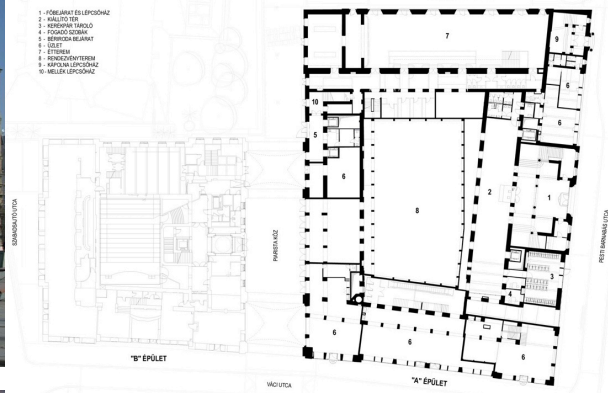 1 - FŐBEJÁRAT ÉS LÉPCSŐHÁZ
2 - KIÁLLÍTÓ TÉR
3 - KERÉKPÁR TÁROLÓ
4 - FOGADÓ SZOBÁK
5 - BÉRIRODA BEJÁRAT
6 - ÜZLET
7 - ÉTTEREM
8 - RENDEZVÉNYTEREM
9 - KÁPOLNA LÉPCSŐHÁZ
10 - MELLÉK LÉPCSŐHÁZ
7
9
6
10
6
5
2
6
1
8
3
4
6
6
6
SZABADSAJTÓ UTCA
PIARISTA KÖZ
PESTI BARNABÁS UTCA
"B" ÉPÜLET
"A" ÉPÜLET
VÁCI UTCA